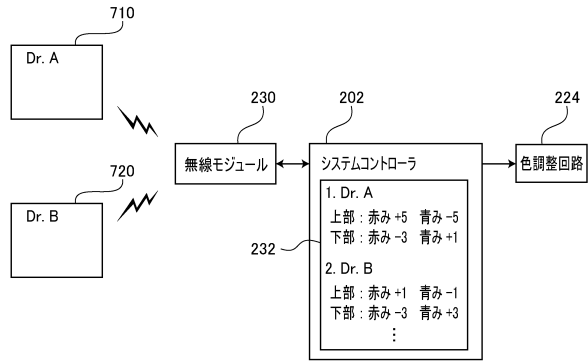 710
Dr. A
720
Dr. B
230
無線モジュール
202
システムコントローラ
232
1. Dr. A
上部：赤み+5 青み-5
下部：赤み-3 青み+1
2. Dr. B
上部：赤み+1 青み-1
下部：赤み-3 青み+3
⋮
224
色調整回路